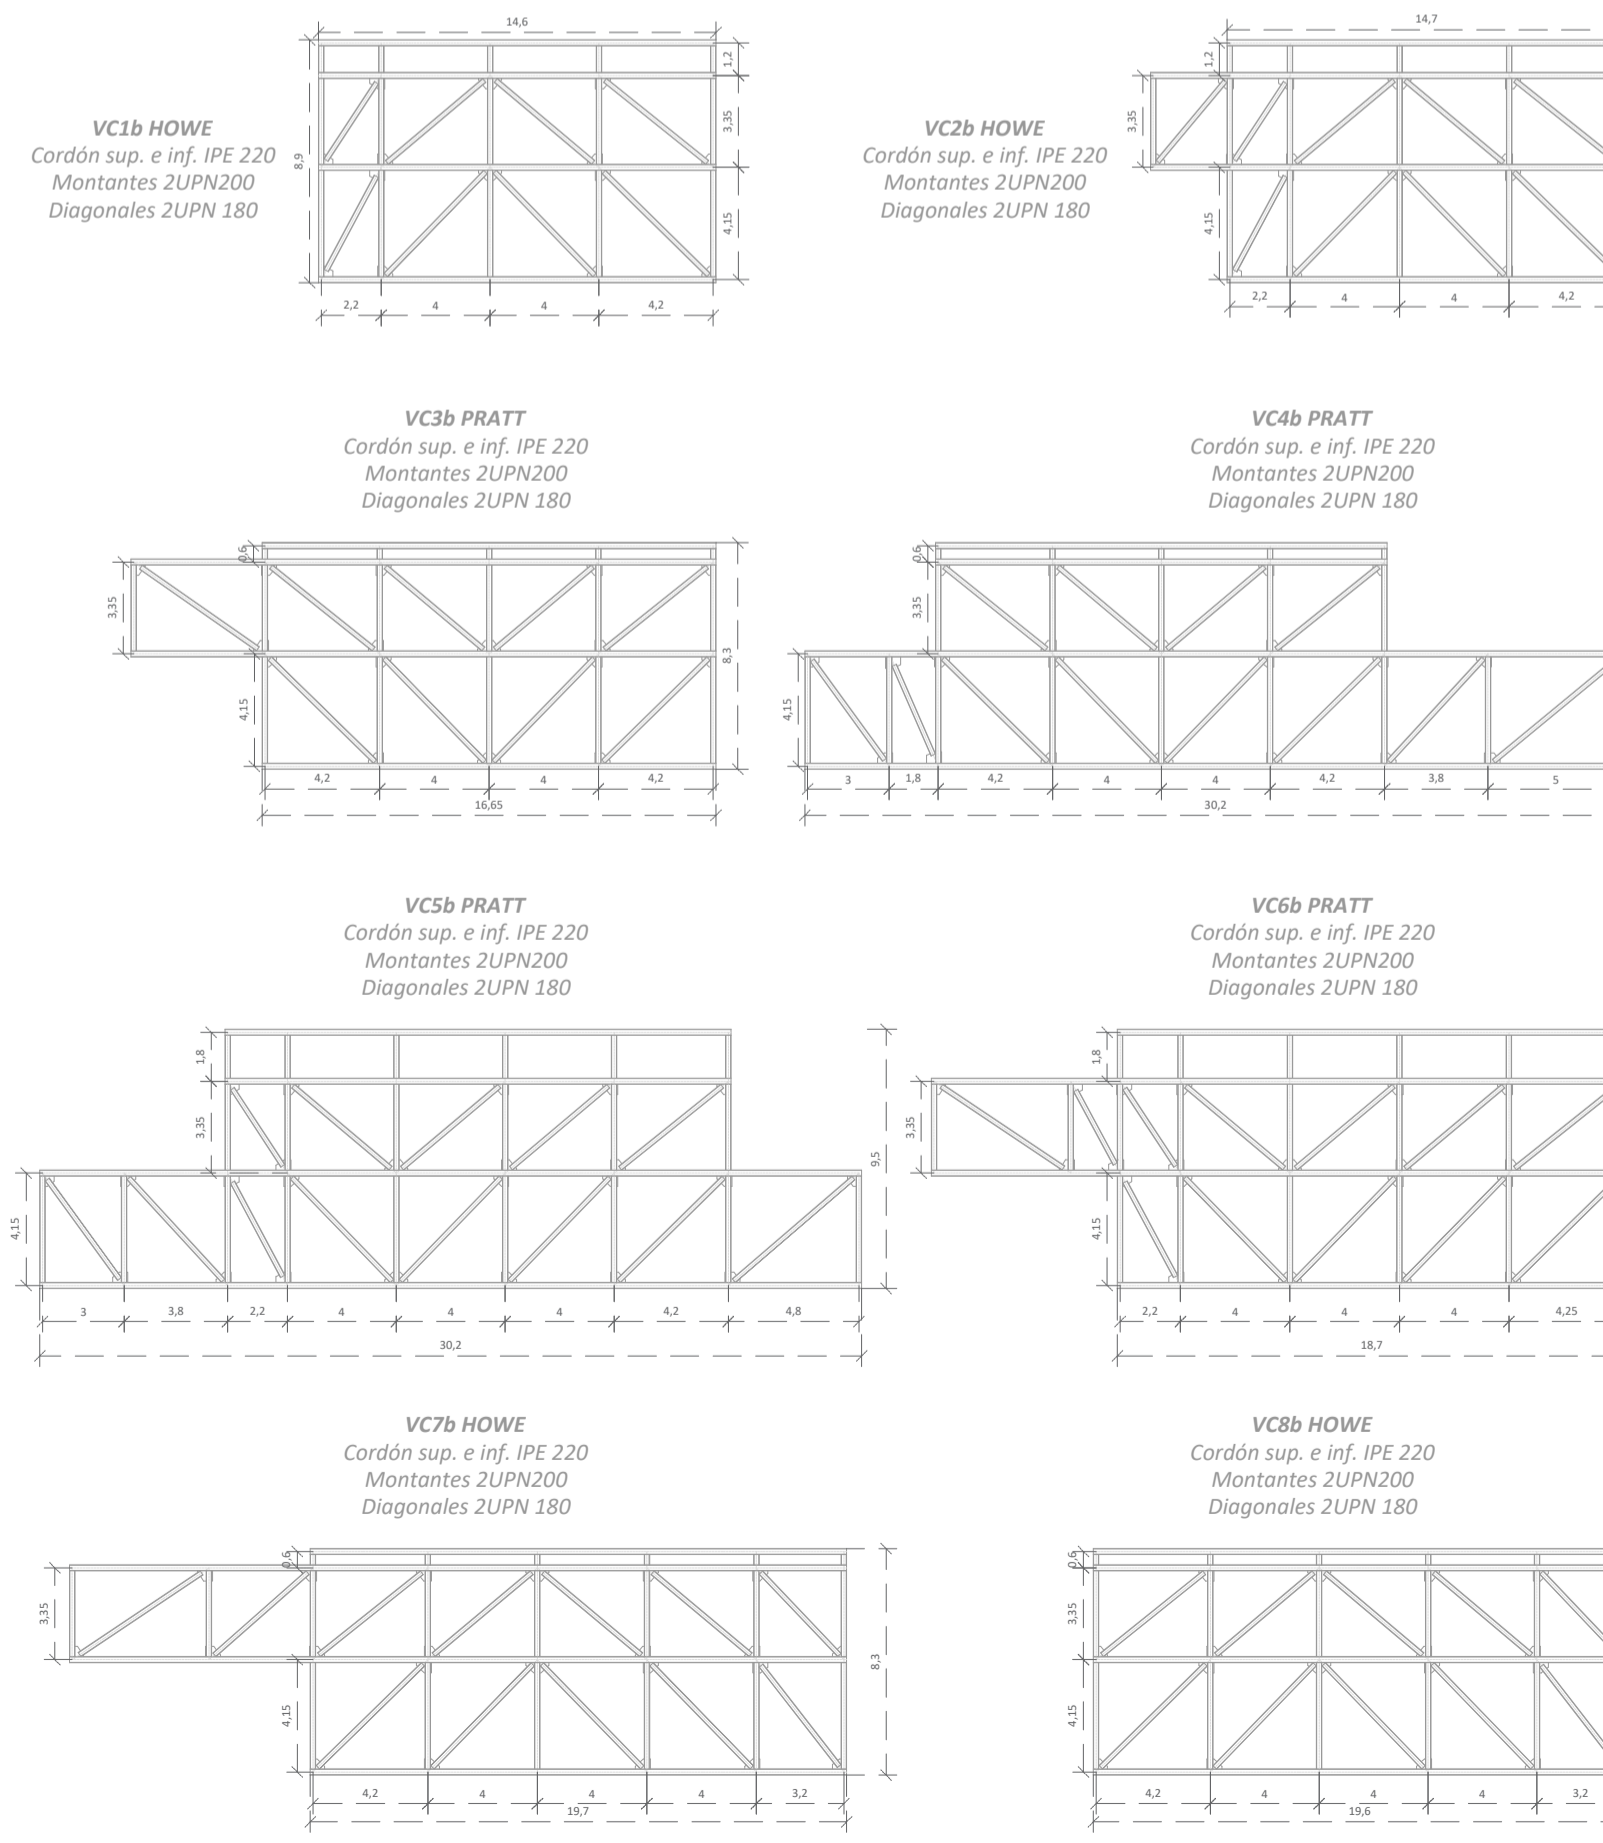 14,6
1,2
3,35
4,15
8,9
VC1b HOWE
Cordón sup. e inf. IPE 220
Montantes 2UPN200
Diagonales 2UPN 180
2,2
4
4
4,2
14,7
1,2
3,35
4,15
VC2b HOWE
Cordón sup. e inf. IPE 220
Montantes 2UPN200
Diagonales 2UPN 180
2,2
4
4
4,2
VC3b PRATT
Cordón sup. e inf. IPE 220
Montantes 2UPN200
Diagonales 2UPN 180
0,6
3,35
4,15
8,3
4,2
4
4
4,2
16,65
VC4b PRATT
Cordón sup. e inf. IPE 220
Montantes 2UPN200
Diagonales 2UPN 180
0,6
3,35
4,15
4,15
3
1,8
4,2
4
4
4,2
3,8
5
30,2
VC5b PRATT
Cordón sup. e inf. IPE 220
Montantes 2UPN200
Diagonales 2UPN 180
1,8
3,35
4,15
9,5
3
3,8
2,2
4
4
4
4,2
4,8
30,2
VC6b PRATT
Cordón sup. e inf. IPE 220
Montantes 2UPN200
Diagonales 2UPN 180
1,8
3,35
4,15
2,2
4
4
4
4,25
18,7
VC7b HOWE
Cordón sup. e inf. IPE 220
Montantes 2UPN200
Diagonales 2UPN 180
0,6
3,35
4,15
8,3
4,2
4
4
4
3,2
19,7
VC8b HOWE
Cordón sup. e inf. IPE 220
Montantes 2UPN200
Diagonales 2UPN 180
0,6
3,35
4,15
4,2
4
4
4
3,2
19,6